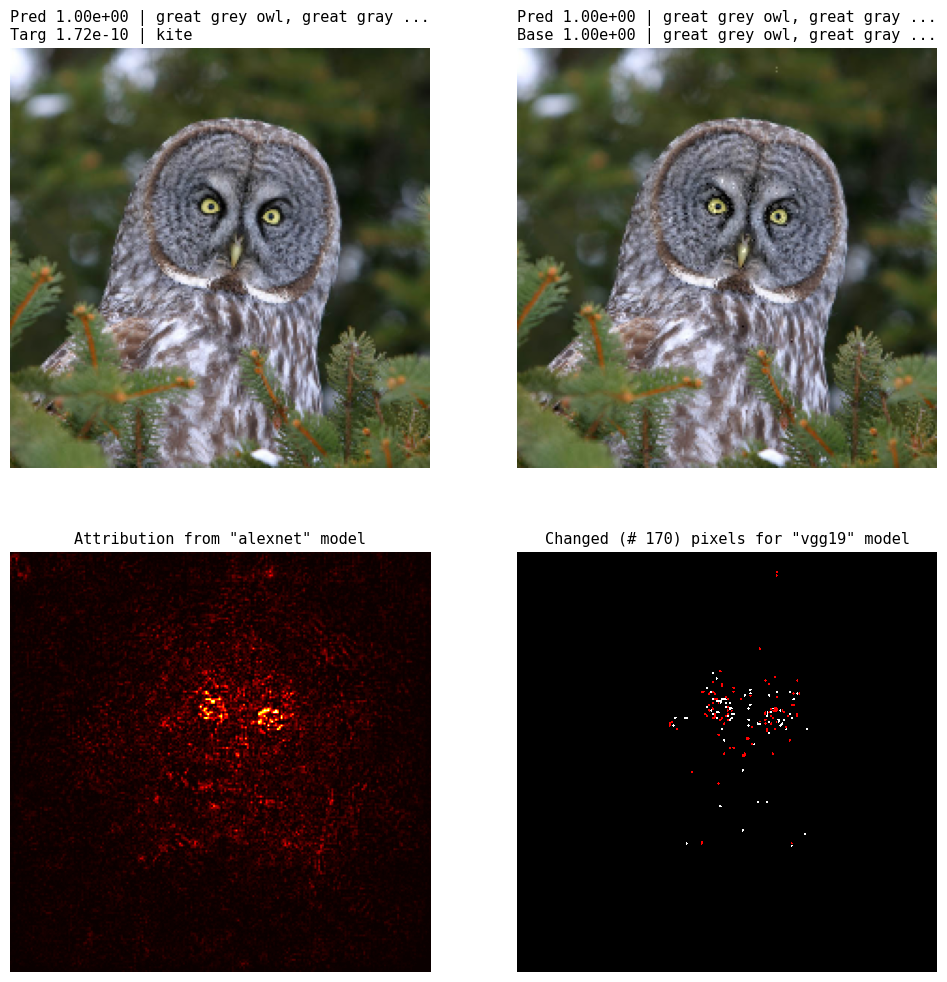 Pred 1.00e+00 | great grey owl, great gray ...
Targ 1.72e-10 | kite
Pred 1.00e+00 | great grey owl, great gray ...
Base 1.00e+00 | great grey owl, great gray ...
Attribution from "alexnet" model
Changed (# 170) pixels for "vgg19" model